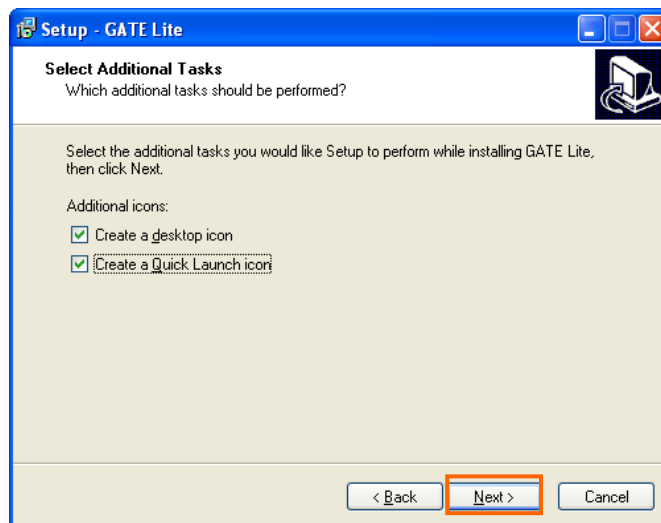 Setup - GATE Lite
Select Additional Tasks
Which additional tasks should be performed?
Select the additional tasks you would like Setup to perform while installing GATE Lite,
then click Next.
Additional icons:
Create a desktop icon
Create a Quick Launch icon
< Back
Next >
Cancel